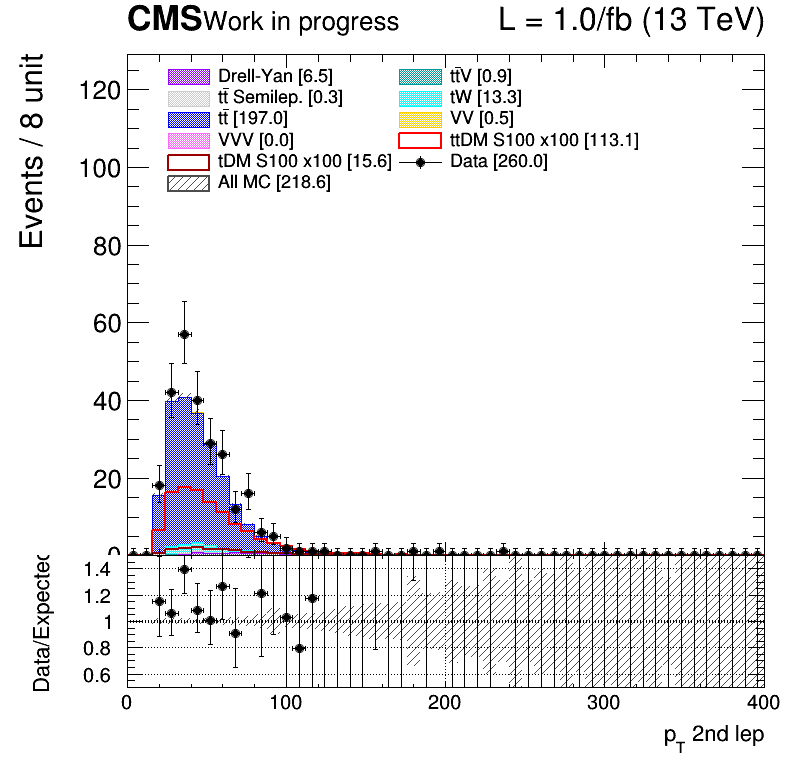 CMS Work in progress L = 1.0/fb (13 TeV)
Drell-Yan [6.5] tt̄V [0.9]
tt̄ Semilep. [0.3] tW [13.3]
tt̄ [197.0] VV [0.5]
VVV [0.0] ttDM S100 x100 [113.1]
tDM S100 x100 [15.6] Data [260.0]
All MC [218.6]
Events / 8 unit
120
100
80
60
40
20
0
Data/Expected
1.4
1.2
1
0.8
0.6
0 100 200 300 400
p_T 2nd lep